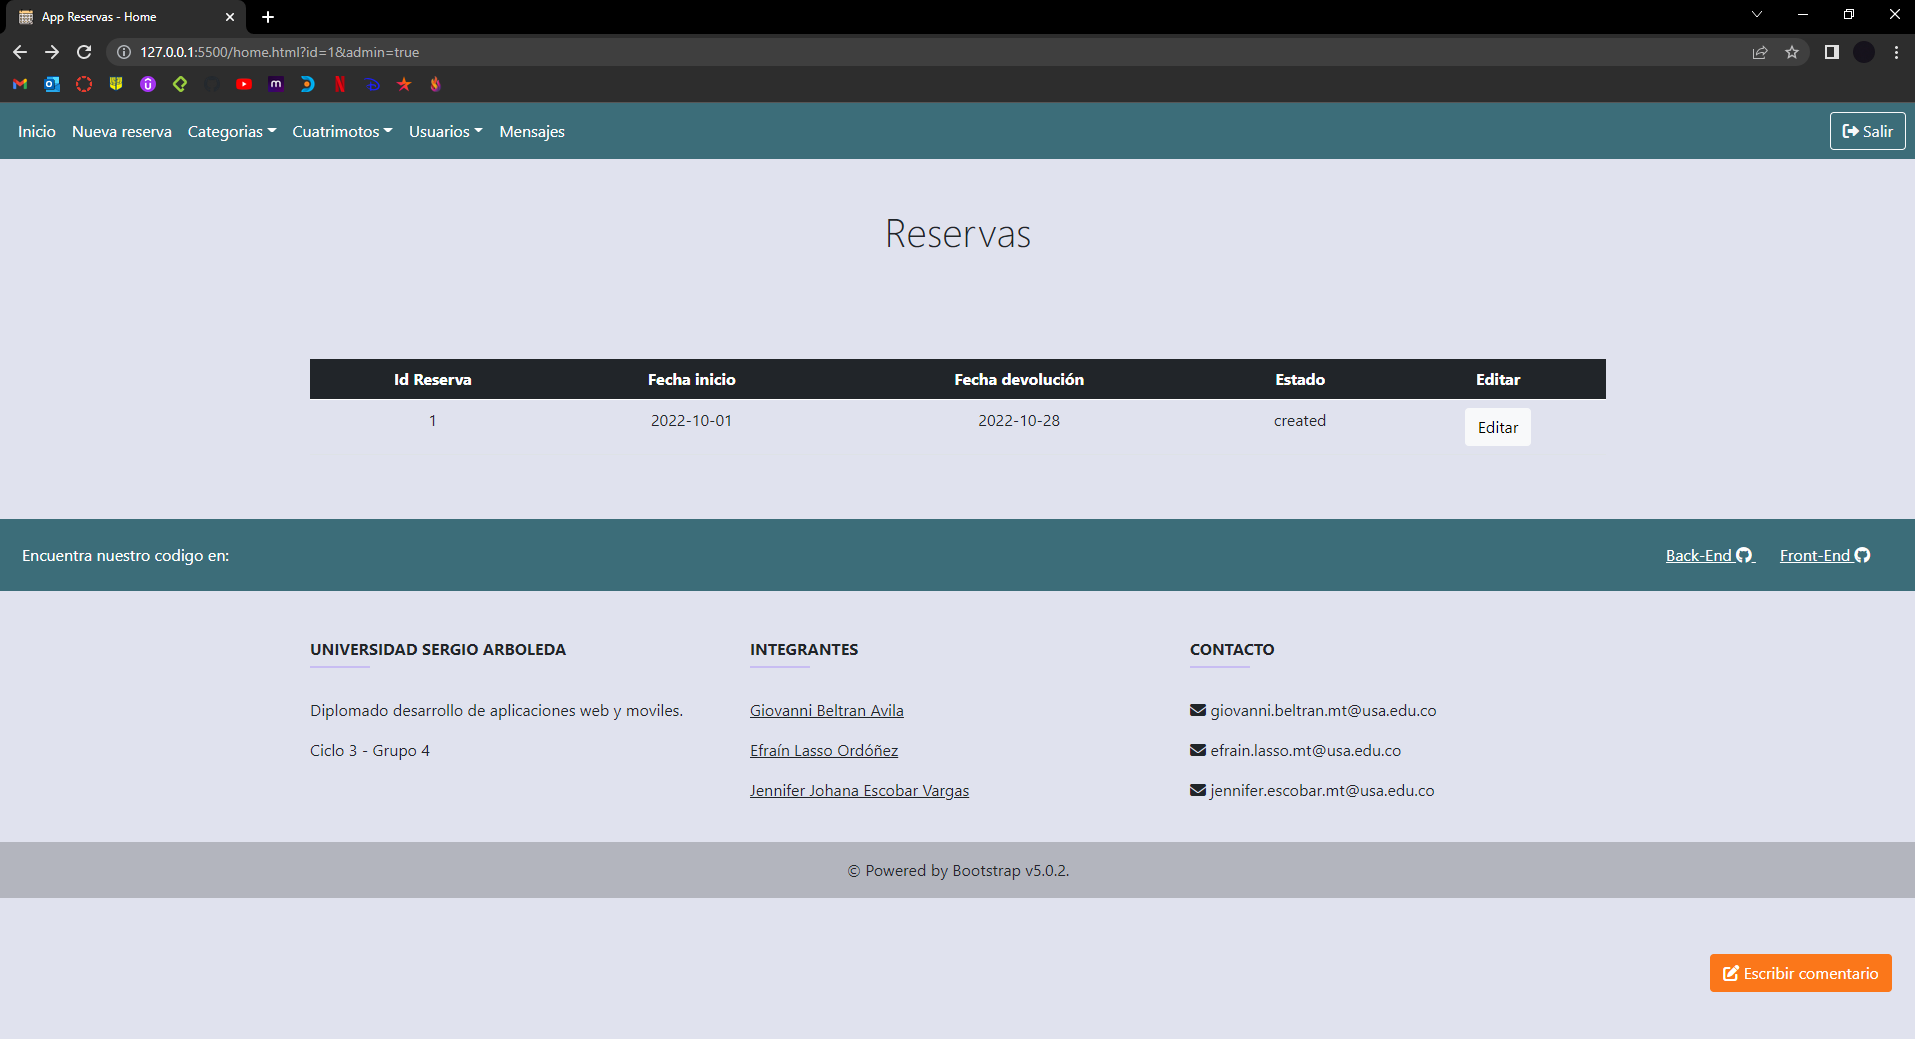 App Reservas - Home
127.0.0.1:5500/home.html?id=1&admin=true
Inicio Nueva reserva Categorias Cuatrimotos Usuarios Mensajes Salir
Reservas
Id Reserva Fecha inicio Fecha devolución Estado Editar
1 2022-10-01 2022-10-28 created Editar
Encuentra nuestro codigo en: Back-End Front-End
UNIVERSIDAD SERGIO ARBOLEDA
Diplomado desarrollo de aplicaciones web y moviles.
Ciclo 3 - Grupo 4
INTEGRANTES
Giovanni Beltran Avila
Efraín Lasso Ordóñez
Jennifer Johana Escobar Vargas
CONTACTO
giovanni.beltran.mt@usa.edu.co
efrain.lasso.mt@usa.edu.co
jennifer.escobar.mt@usa.edu.co
© Powered by Bootstrap v5.0.2.
Escribir comentario